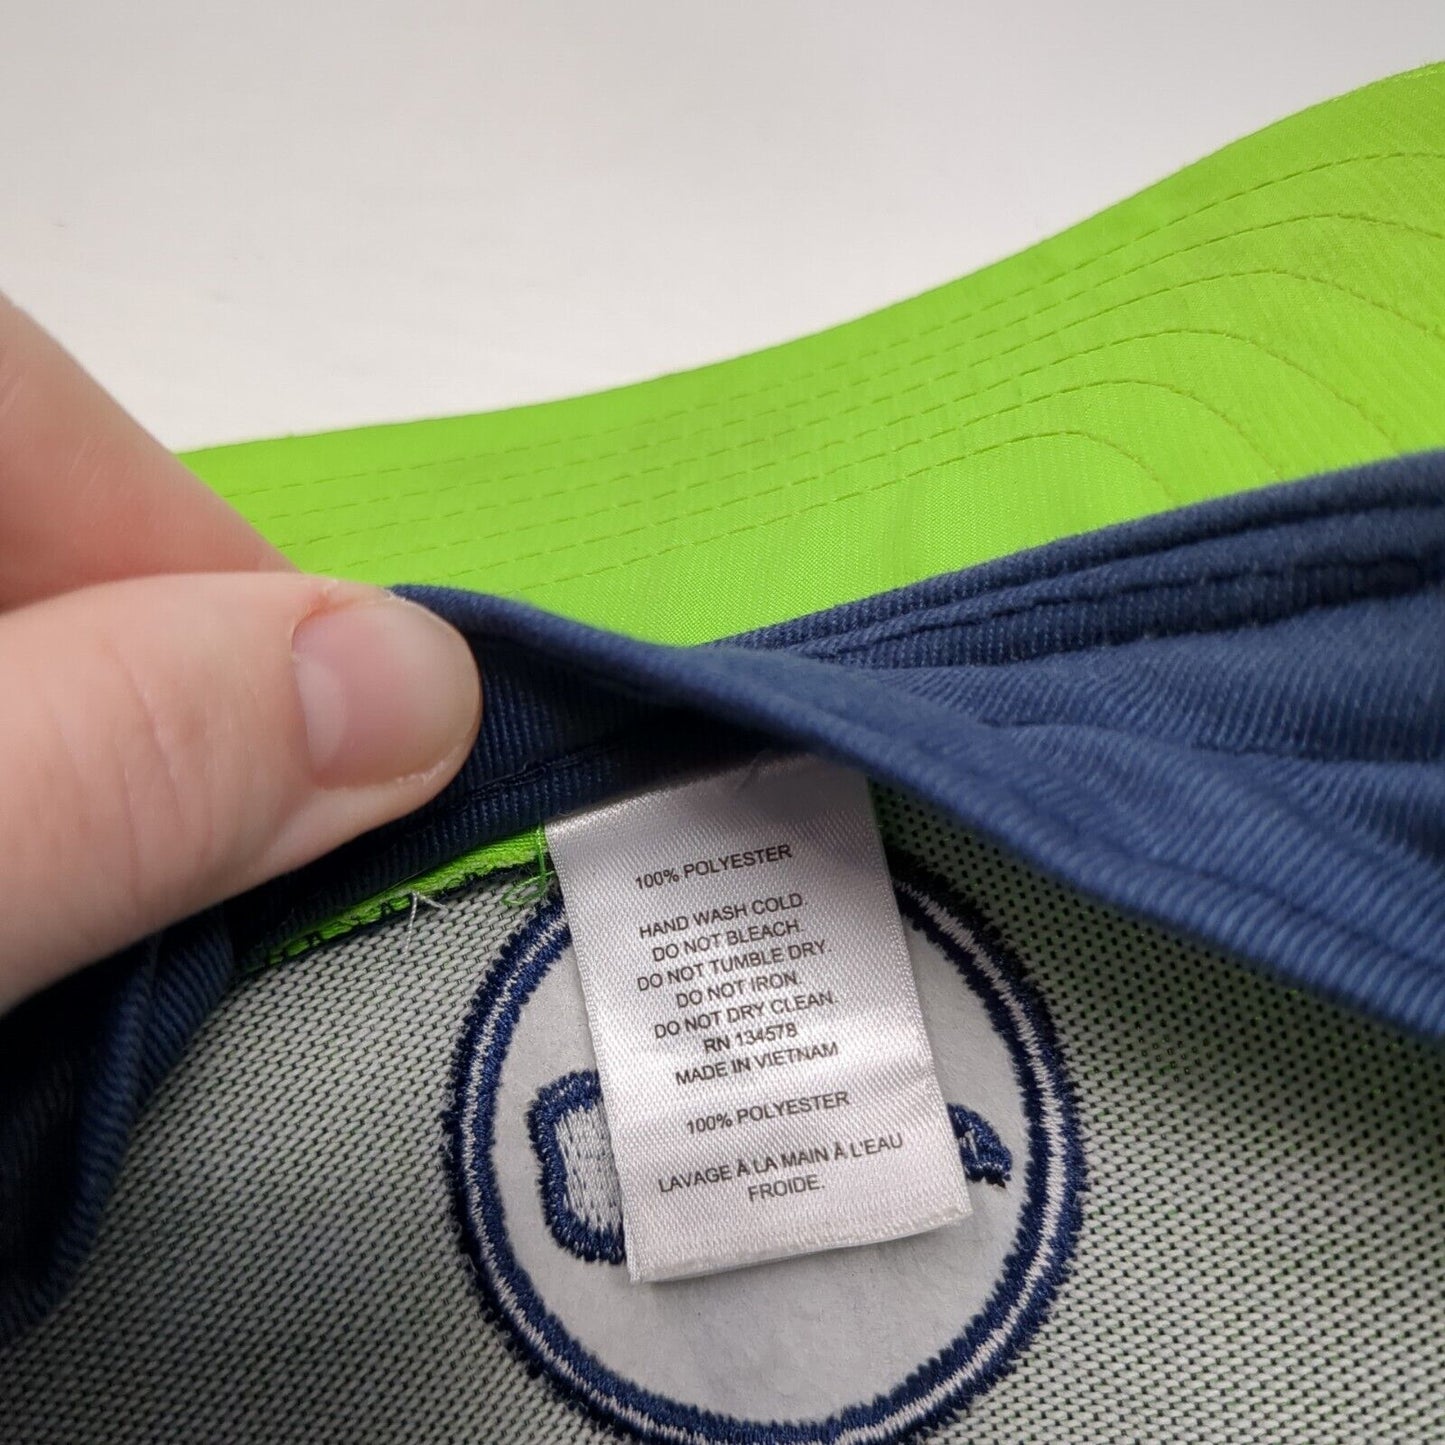 100% POLYESTER
HAND WASH COLD.
DO NOT BLEACH.
DO NOT TUMBLE DRY.
DO NOT IRON.
DO NOT DRY CLEAN.
RN 134578
MADE IN VIETNAM
100% POLYESTER
LAVAGE À LA MAIN À L'EAU
FROIDE.